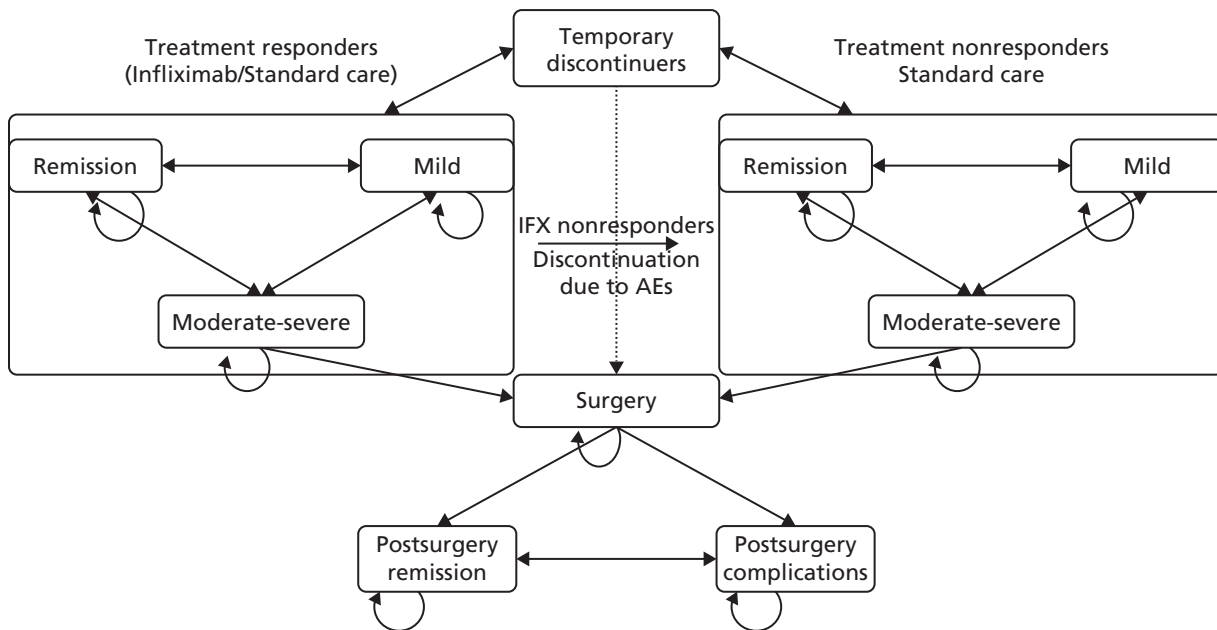 Treatment responders
(Infliximab/Standard care)
Temporary
discontinuers
Treatment nonresponders
Standard care
Remission
Mild
Moderate-severe
IFX nonresponders
Discontinuation
due to AEs
Remission
Mild
Moderate-severe
Surgery
Postsurgery
remission
Postsurgery
complications